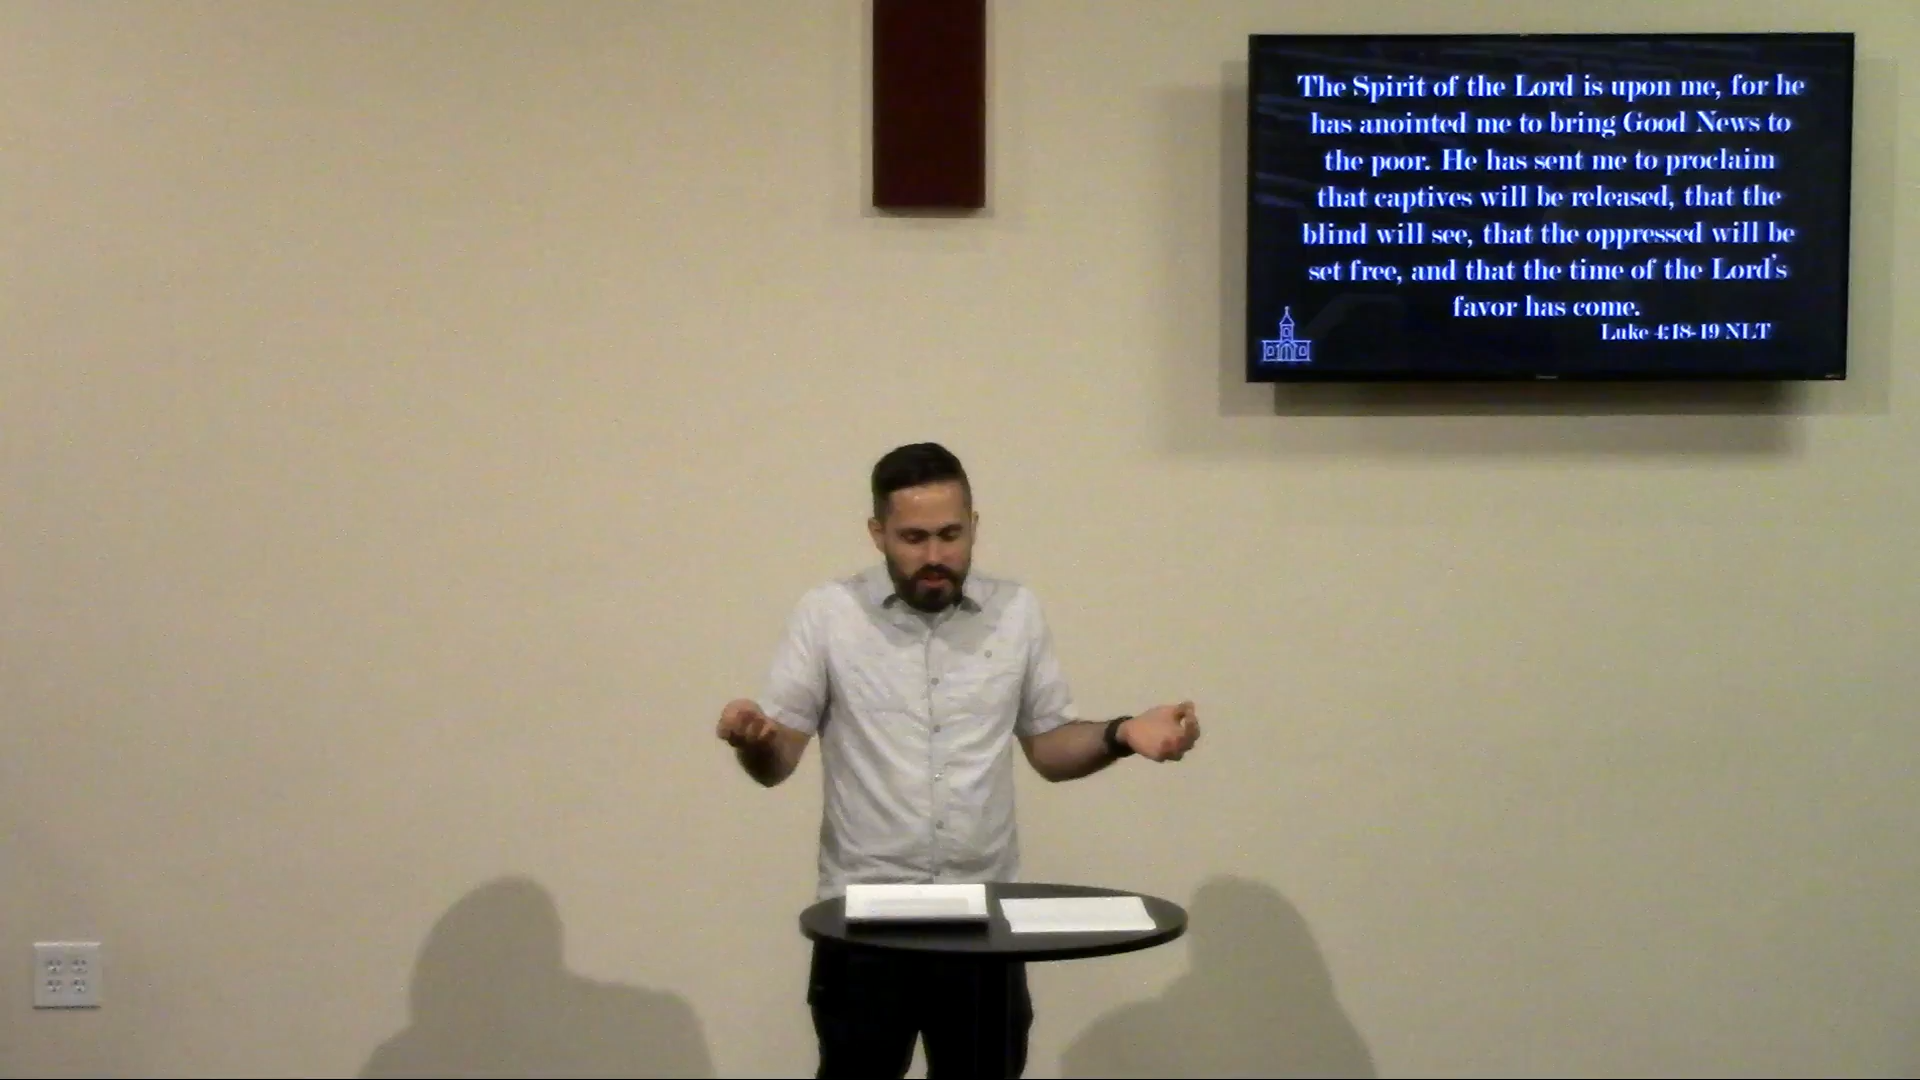 The Spirit of the Lord is upon me, for he
has anointed me to bring Good News to
the poor. He has sent me to proclaim
that captives will be released, that the
blind will see, that the oppressed will be
set free, and that the time of the Lord's
favor has come.
Luke 4:18-19 NLT